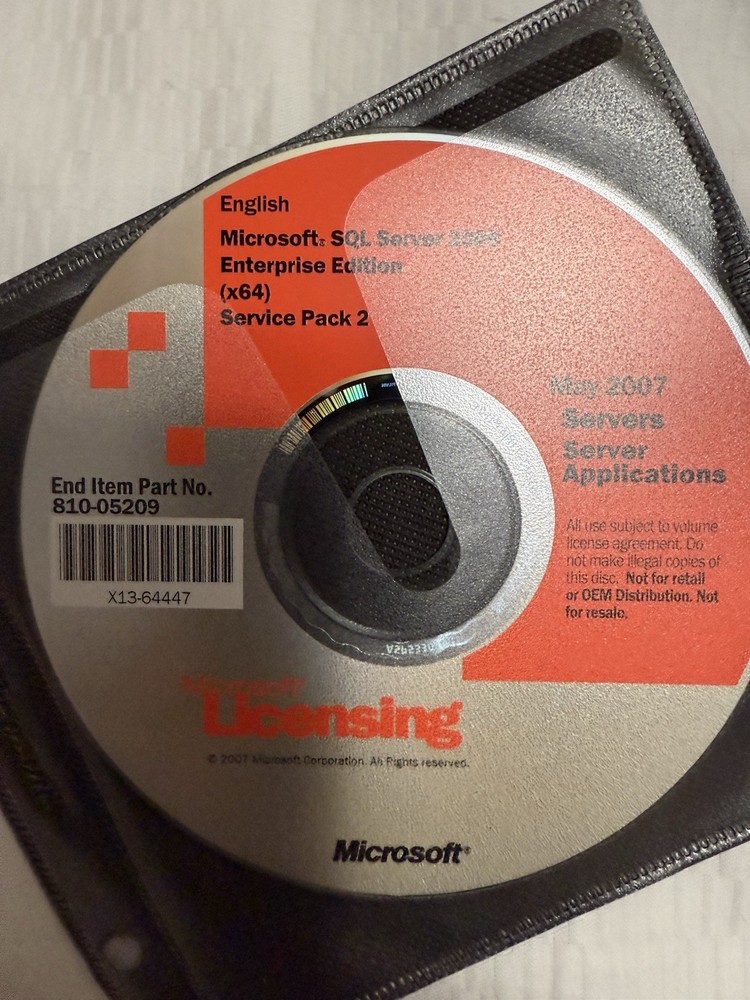 English
Microsoft® SQL Server 2005
Enterprise Edition
(x64)
Service Pack 2
May 2007
Servers
Server
Applications
End Item Part No.
810-05209
X13-64447
All use subject to volume
license agreement. Do
not make illegal copies of
this disc. Not for retail
or OEM Distribution. Not
for resale.
Microsoft®
Licensing
© 2007 Microsoft Corporation. All Rights reserved.
Microsoft®